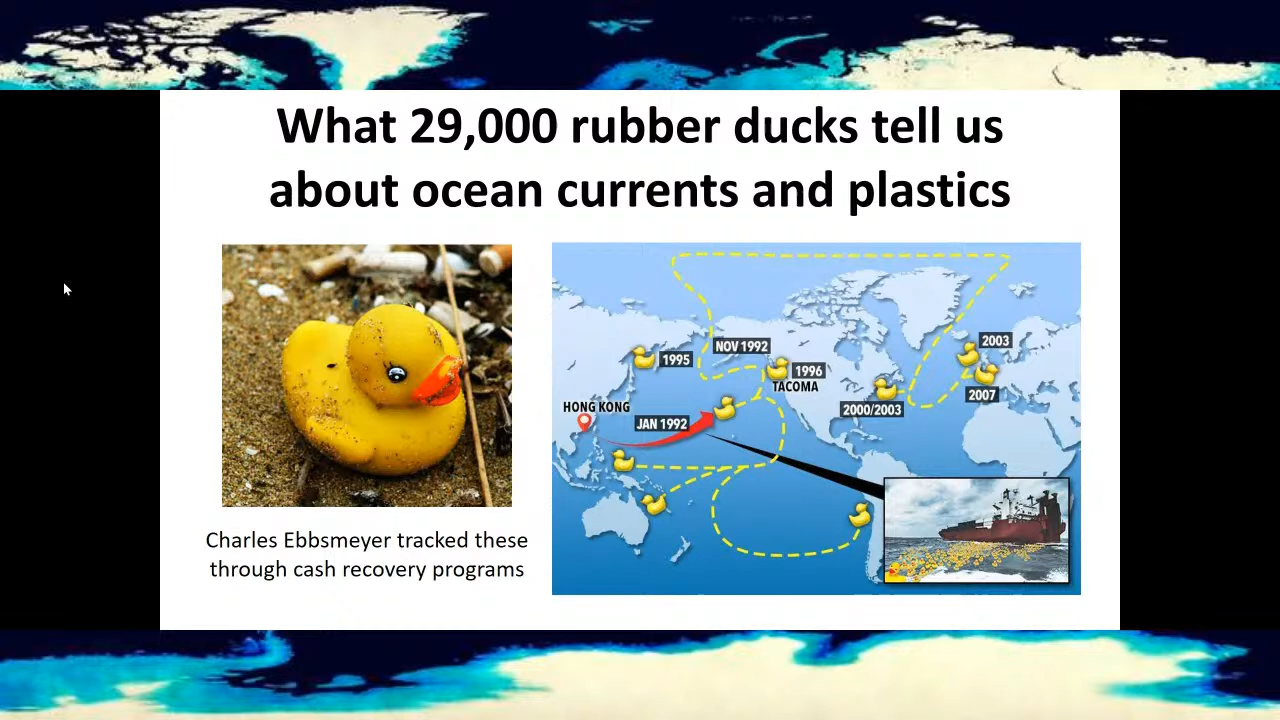 What 29,000 rubber ducks tell us
about ocean currents and plastics
2003
NOV 1992
1995
1996
TACOMA
2007
HONG KONG
2000/2003
JAN 1992
Charles Ebbsmeyer tracked these
through cash recovery programs